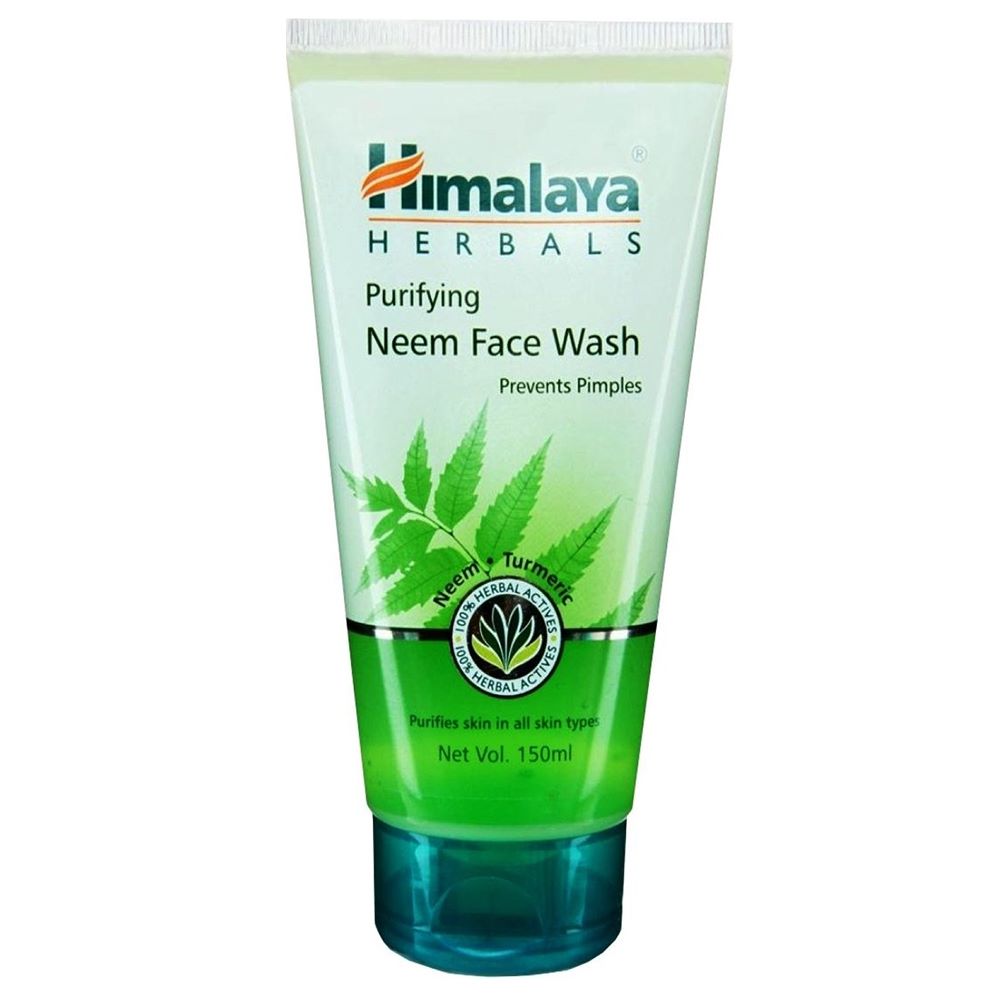 Himalaya®
HERBALS
Purifying
Neem Face Wash
Prevents Pimples
Neem • Turmeric
100% HERBAL ACTIVES •
100% HERBAL ACTIVES •
Purifies skin in all skin types
Net Vol. 150ml